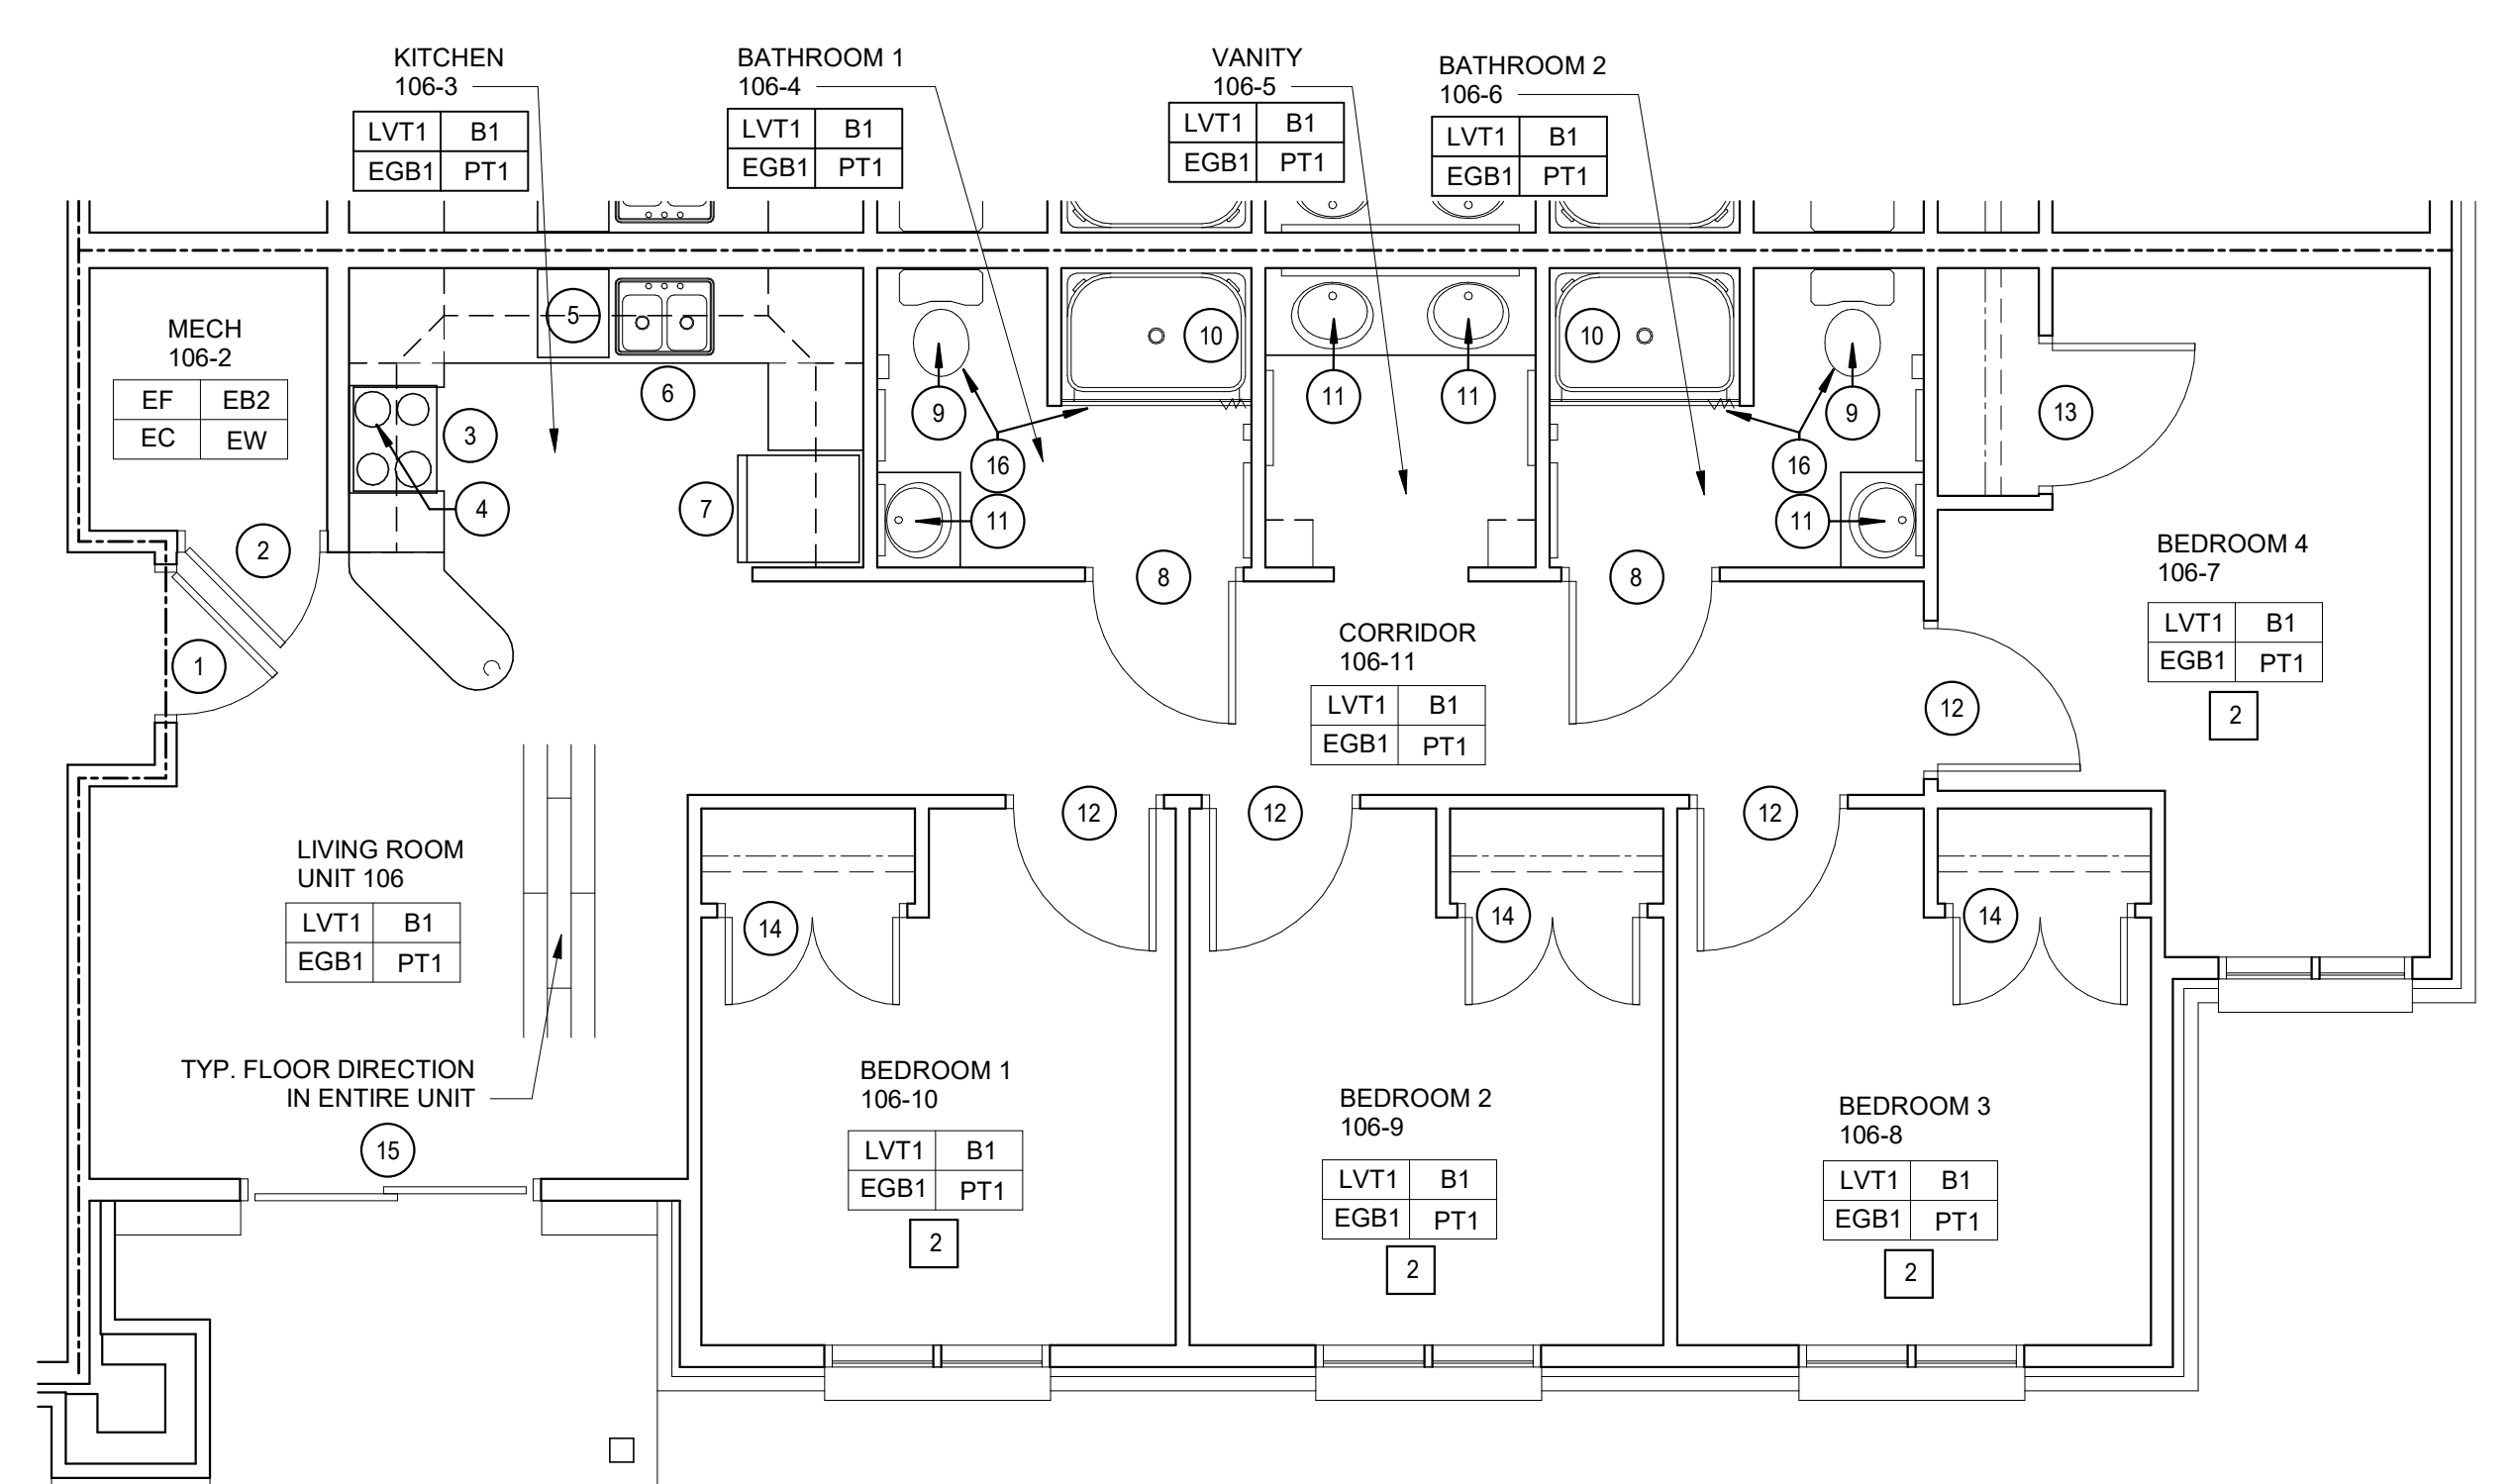 KITCHEN
106-3
LVT1 B1
EGB1 PT1
BATHROOM 1
106-4
LVT1 B1
EGB1 PT1
VANITY
106-5
LVT1 B1
EGB1 PT1
BATHROOM 2
106-6
LVT1 B1
EGB1 PT1
MECH
106-2
EF EB2
EC EW
5
10
10
6
3
4
7
9
16
11
11
11
9
16
11
13
2
1
8
8
12
CORRIDOR
106-11
LVT1 B1
EGB1 PT1
BEDROOM 4
106-7
LVT1 B1
EGB1 PT1
2
12
12
12
LIVING ROOM
UNIT 106
LVT1 B1
EGB1 PT1
14
14
14
TYP. FLOOR DIRECTION
IN ENTIRE UNIT
15
BEDROOM 1
106-10
LVT1 B1
EGB1 PT1
2
BEDROOM 2
106-9
LVT1 B1
EGB1 PT1
2
BEDROOM 3
106-8
LVT1 B1
EGB1 PT1
2